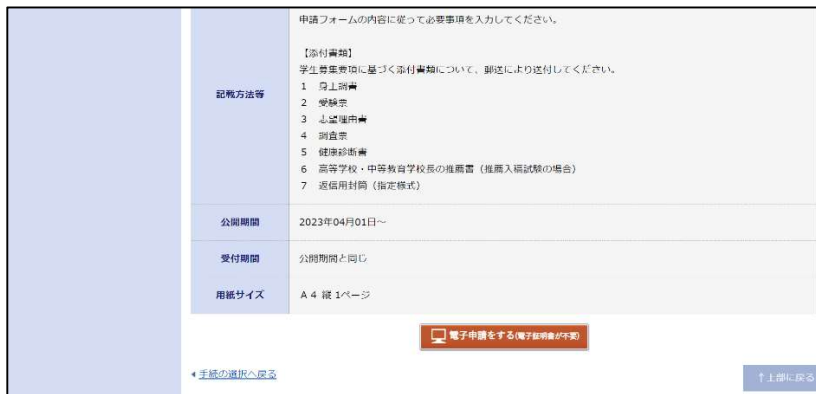 申請フォームの内容に従って必要事項を入力してください。
【添付書類】
学生募集要項に基づく添付書類について、郵送により送付してください。
記載方法等
1 身上調書
2 受験票
3 志望理由書
4 調査票
5 健康診断書
6 高等学校・中等教育学校長の推薦書（推薦入稿試験の場合）
7 返信用封筒（指定様式）
公開期間
2023年04月01日～
受付期間
公開期間と同じ
用紙サイズ
A4 縦 1ページ
電子申請をする(電子証明書が不要)
手続の選択へ戻る
↑上部に戻る